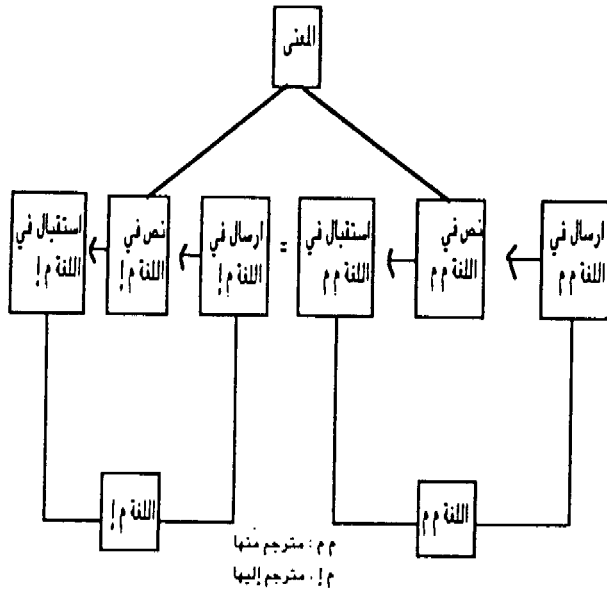 المعنى
ارسال في
اللغة م م
نص في
اللغة م م
استقبال في
اللغة م م
=
ارسال في
اللغة م إ
نص في
اللغة م إ
استقبال في
اللغة م إ
اللغة م م
اللغة م إ
م م : مترجم منها
م إ . مترجم إليها